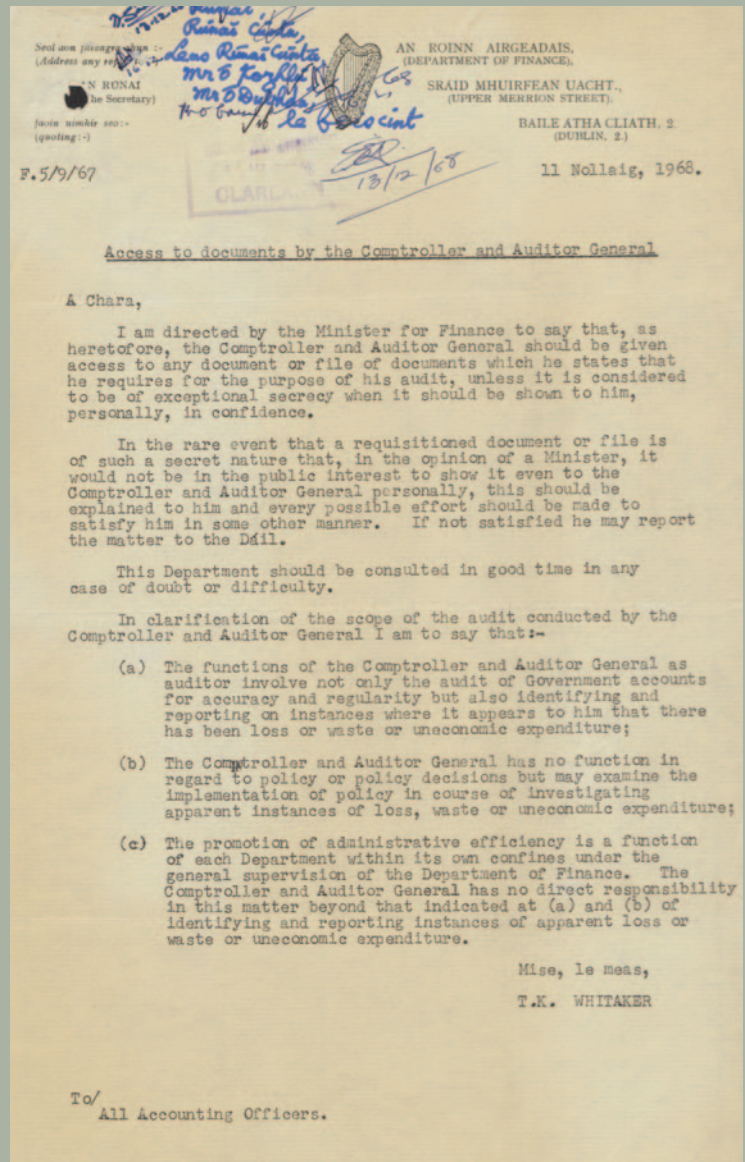 Rúnaí,
Rúnaí Cúnta,
Leas Rúnaí Cúnta
Mr Ó
Mr Ó
le
Seol aon
(Address any
RÚNAÍ
he Secretary)
faoin uimhir seo:-
(quoting:-)
F.5/9/67
AN ROINN AIRGEADAIS,
(DEPARTMENT OF FINANCE),
SRAID MHUIRFEAN UACHT.,
(UPPER MERRION STREET).
BAILE ATHA CLIATH, 2.
(DUBLIN, 2.)
13/12/68
11 Nollaig, 1968.
Access to documents by the Comptroller and Auditor General
A Chara,
I am directed by the Minister for Finance to say that, as
heretofore, the Comptroller and Auditor General should be given
access to any document or file of documents which he states that
he requires for the purpose of his audit, unless it is considered
to be of exceptional secrecy when it should be shown to him,
personally, in confidence.
In the rare event that a requisitioned document or file is
of such a secret nature that, in the opinion of a Minister, it
would not be in the public interest to show it even to the
Comptroller and Auditor General personally, this should be
explained to him and every possible effort should be made to
satisfy him in some other manner. If not satisfied he may report
the matter to the Dáil.
This Department should be consulted in good time in any
case of doubt or difficulty.
In clarification of the scope of the audit conducted by the
Comptroller and Auditor General I am to say that:-
(a) The functions of the Comptroller and Auditor General as
auditor involve not only the audit of Government accounts
for accuracy and regularity but also identifying and
reporting on instances where it appears to him that there
has been loss or waste or uneconomic expenditure;
(b) The Comptroller and Auditor General has no function in
regard to policy or policy decisions but may examine the
implementation of policy in course of investigating
apparent instances of loss, waste or uneconomic expenditure;
(c) The promotion of administrative efficiency is a function
of each Department within its own confines under the
general supervision of the Department of Finance. The
Comptroller and Auditor General has no direct responsibility
in this matter beyond that indicated at (a) and (b) of
identifying and reporting instances of apparent loss or
waste or uneconomic expenditure.
Mise, le meas,
T.K. WHITAKER
To/
All Accounting Officers.